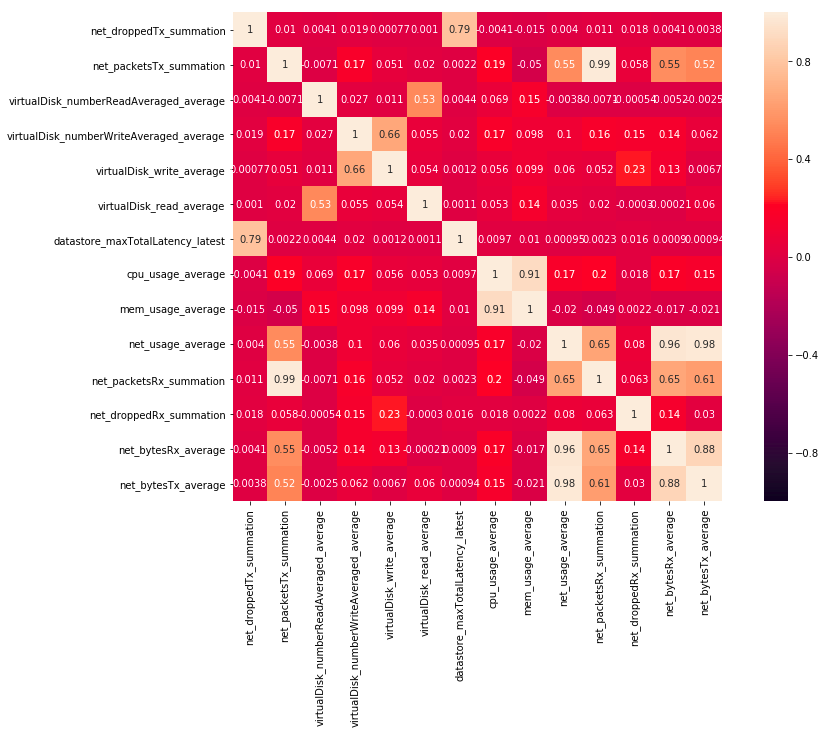 net_droppedTx_summation 1 0.01 0.0041 0.019 0.00077 0.001 0.79 -0.0041 -0.015 0.004 0.011 0.018 0.0041 0.0038
net_packetsTx_summation 0.01 1 -0.0071 0.17 0.051 0.02 0.0022 0.19 -0.05 0.55 0.99 0.058 0.55 0.52
virtualDisk_numberReadAveraged_average 0.0041 -0.0071 1 0.027 0.011 0.53 0.0044 0.069 0.15 -0.0038 -0.0071 -0.00054 -0.0052 -0.0025
virtualDisk_numberWriteAveraged_average 0.019 0.17 0.027 1 0.66 0.055 0.02 0.17 0.098 0.1 0.16 0.15 0.14 0.062
virtualDisk_write_average 0.00077 0.051 0.011 0.66 1 0.054 0.0012 0.056 0.099 0.06 0.052 0.23 0.13 0.0067
virtualDisk_read_average 0.001 0.02 0.53 0.055 0.054 1 0.0011 0.053 0.14 0.035 0.02 -0.0003 -0.00021 0.06
datastore_maxTotalLatency_latest 0.79 0.0022 0.0044 0.02 0.0012 0.0011 1 0.0097 0.01 0.00095 0.0023 0.016 0.0009 0.00094
cpu_usage_average -0.0041 0.19 0.069 0.17 0.056 0.053 0.0097 1 0.91 0.17 0.2 0.018 0.17 0.15
mem_usage_average -0.015 -0.05 0.15 0.098 0.099 0.14 0.01 0.91 1 -0.02 -0.049 0.0022 -0.017 -0.021
net_usage_average 0.004 0.55 -0.0038 0.1 0.06 0.035 0.00095 0.17 -0.02 1 0.65 0.08 0.96 0.98
net_packetsRx_summation 0.011 0.99 -0.0071 0.16 0.052 0.02 0.0023 0.2 -0.049 0.65 1 0.063 0.65 0.61
net_droppedRx_summation 0.018 0.058 -0.00054 0.15 0.23 -0.0003 0.016 0.018 0.0022 0.08 0.063 1 0.14 0.03
net_bytesRx_average 0.0041 0.55 -0.0052 0.14 0.13 -0.00021 0.0009 0.17 -0.017 0.96 0.65 0.14 1 0.88
net_bytesTx_average 0.0038 0.52 -0.0025 0.062 0.0067 0.06 0.00094 0.15 -0.021 0.98 0.61 0.03 0.88 1
net_droppedTx_summation
net_packetsTx_summation
virtualDisk_numberReadAveraged_average
virtualDisk_numberWriteAveraged_average
virtualDisk_write_average
virtualDisk_read_average
datastore_maxTotalLatency_latest
cpu_usage_average
mem_usage_average
net_usage_average
net_packetsRx_summation
net_droppedRx_summation
net_bytesRx_average
net_bytesTx_average
0.8
0.4
0.0
-0.4
-0.8